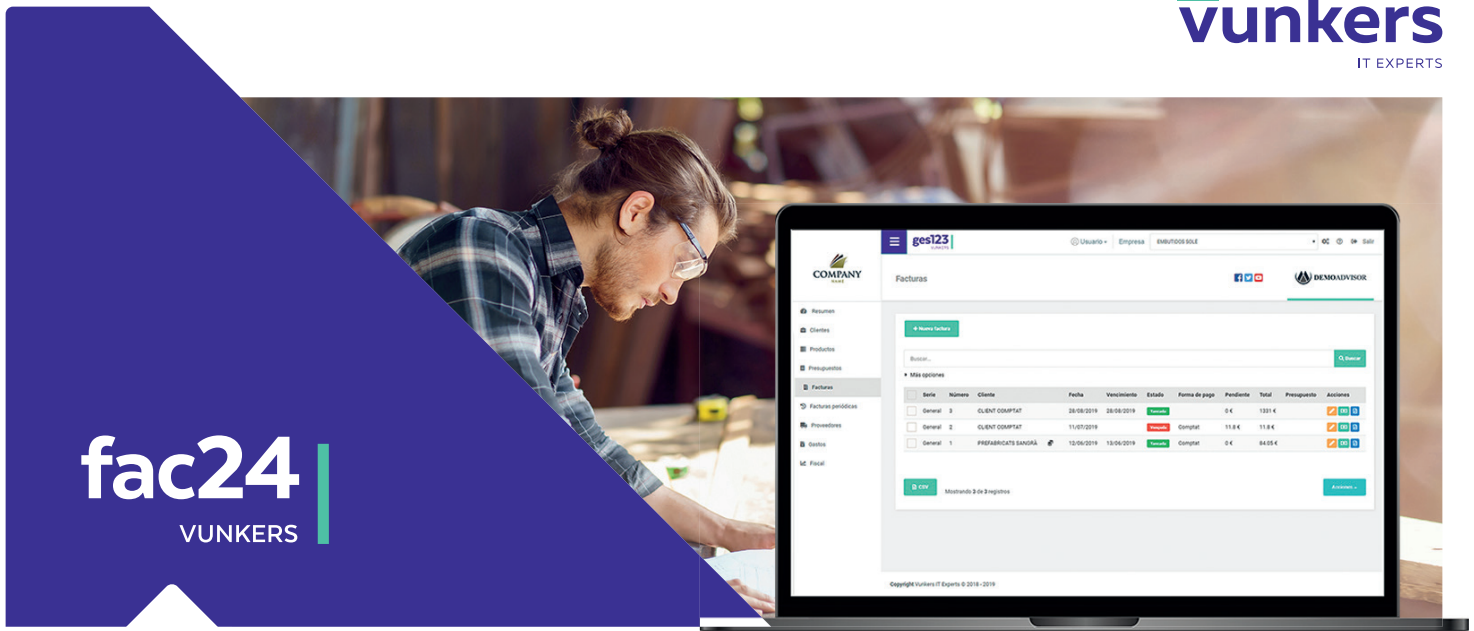 vunkers
IT EXPERTS
fac24
VUNKERS
COMPANY
NAME
ges123
VUNKERS
Usuario
Empresa
EMBUTIDOS SOLE
Salir
Facturas
DEMOADVISOR
Resumen
Clientes
Productos
Presupuestos
Facturas
Facturas periódicas
Proveedores
Gastos
Fiscal
+ Nueva factura
Buscar...
Buscar
Más opciones
Serie Número Cliente Fecha Vencimiento Estado Forma de pago Pendiente Total Presupuesto Acciones
General 3 CLIENT COMPTAT 28/08/2019 28/08/2019 0 € 1331 €
General 2 CLIENT COMPTAT 11/07/2019 Comptat 11.8 € 11.8 €
General 1 PREFABRICATS SANGRÀ 12/06/2019 13/06/2019 Comptat 0 € 84.05 €
CSV
Mostrando 3 de 3 registros
Acciones
Copyright Vunkers IT Experts © 2018 - 2019